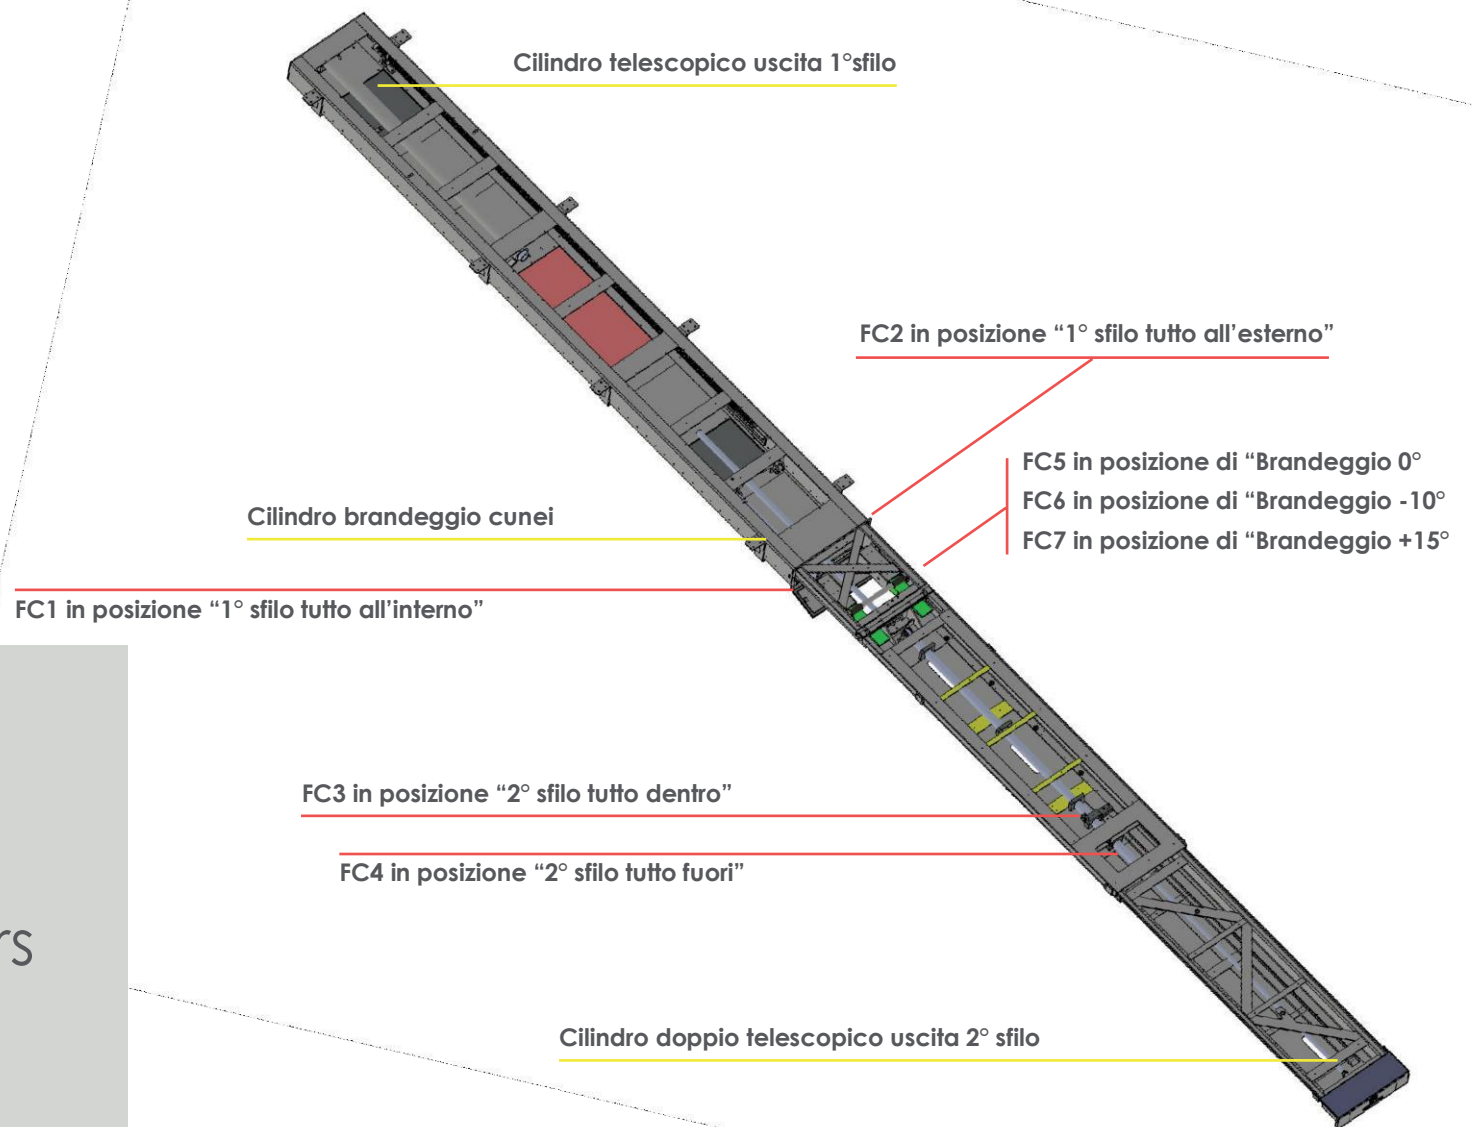 Cilindro telescopico uscita 1°sfilo
FC2 in posizione “1° sfilo tutto all’esterno”
FC5 in posizione di “Brandeggio 0°
FC6 in posizione di “Brandeggio -10°
FC7 in posizione di “Brandeggio +15°
Cilindro brandeggio cunei
FC1 in posizione “1° sfilo tutto all’interno”
FC3 in posizione “2° sfilo tutto dentro”
FC4 in posizione “2° sfilo tutto fuori”
rs
Cilindro doppio telescopico uscita 2° sfilo